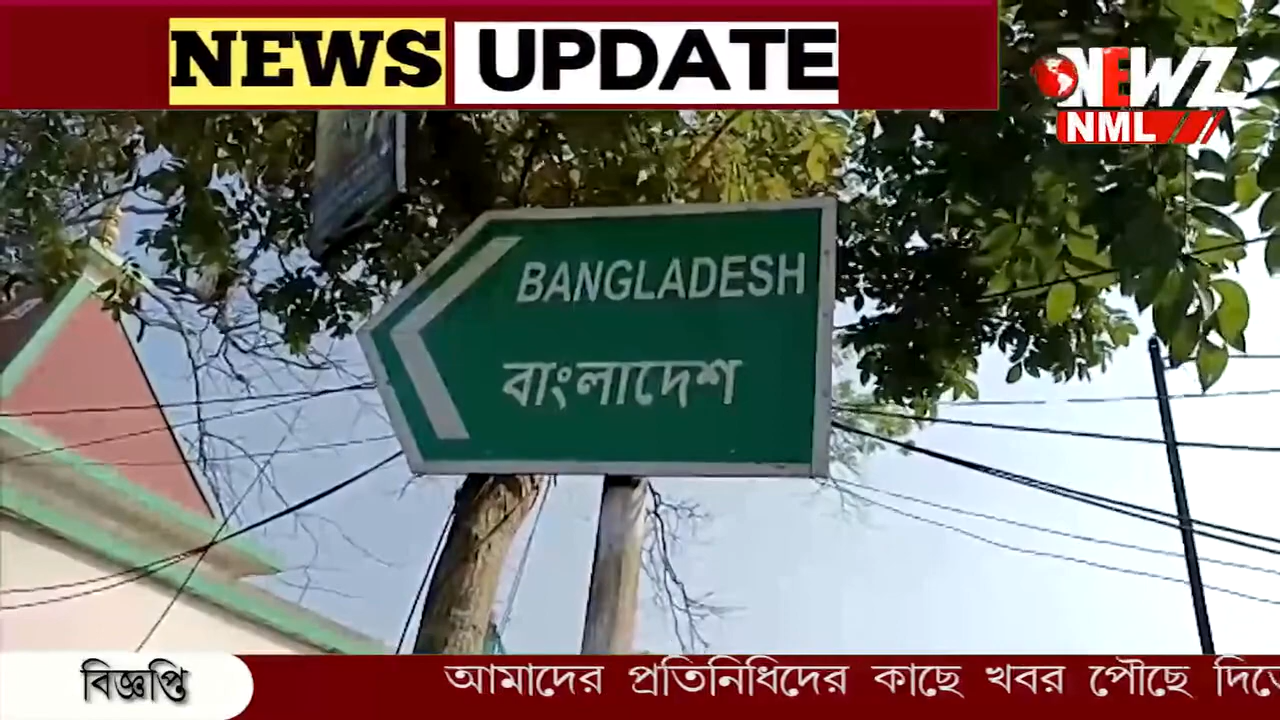 NEWS UPDATE
NEWZ
NML
BANGLADESH
বাংলাদেশ
বিজ্ঞপ্তি
আমাদের প্রতিনিধিদের কাছে খবর পৌছে